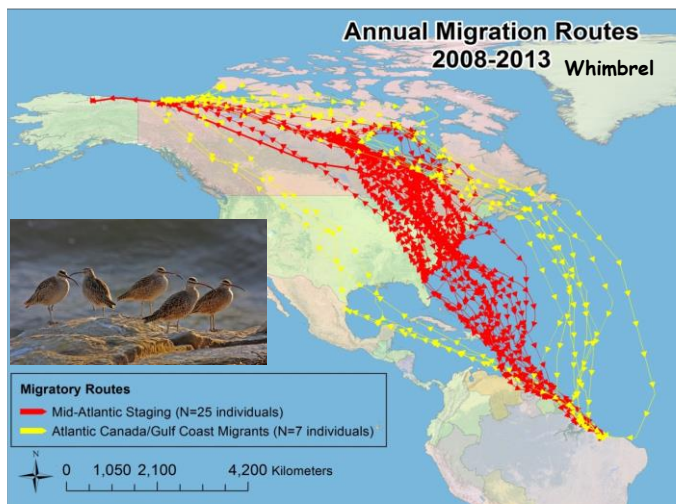 Annual Migration Routes
2008-2013
Whimbrel
Migratory Routes
Mid-Atlantic Staging (N=25 individuals)
Atlantic Canada/Gulf Coast Migrants (N=7 individuals)
N
0 1,050 2,100 4,200 Kilometers